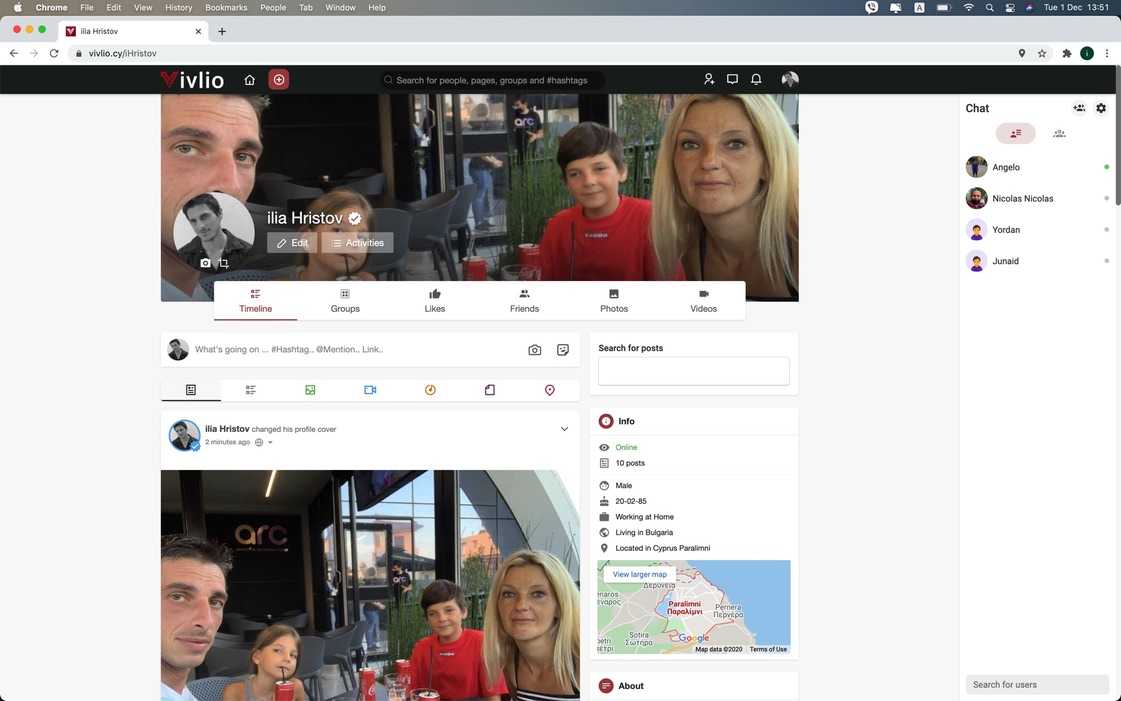 Chrome File Edit View History Bookmarks People Tab Window Help
A Tue 1 Dec 13:51
ilia Hristov
vivlio.cy/iHristov
i
Vivlio
Search for people, pages, groups and #hashtags
arc
ilia Hristov
Edit
Activities
Timeline
Groups
Likes
Friends
Photos
Videos
What's going on ... #Hashtag.. @Mention.. Link..
ilia Hristov changed his profile cover
2 minutes ago
arc
arc
Search for posts
Info
Online
10 posts
Male
20-02-85
Working at Home
Living in Bulgaria
Located in Cyprus Paralimni
View larger map
Δερύνεια
Paralimni
Παραλίμνι
Pernera
Περνέρα
Sotira
Σωτήρα
Google
Map data ©2020 Terms of Use
About
Chat
Angelo
Nicolas Nicolas
Yordan
Junaid
Search for users